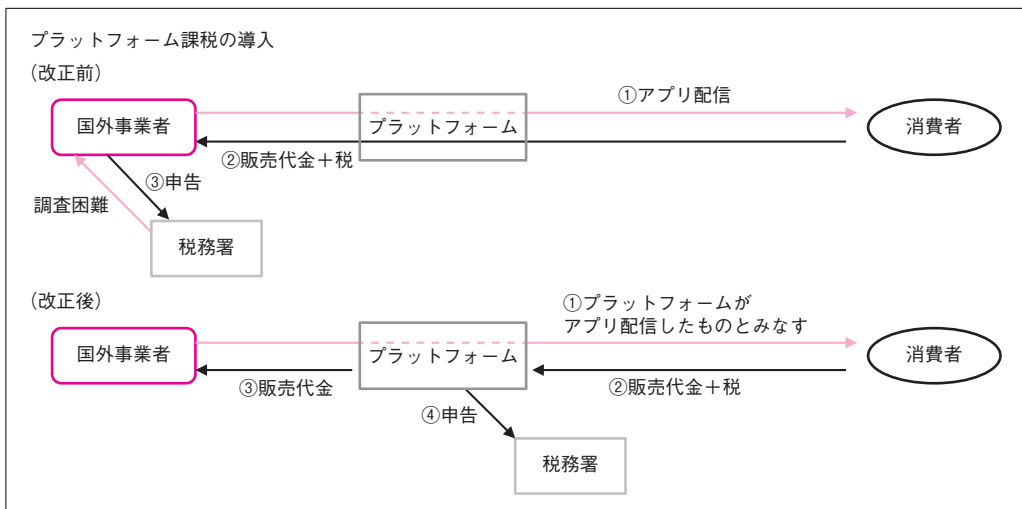 プラットフォーム課税の導入
（改正前）
国外事業者
プラットフォーム
①アプリ配信
消費者
②販売代金＋税
③申告
調査困難
税務署
（改正後）
①プラットフォームが
アプリ配信したものとみなす
国外事業者
プラットフォーム
消費者
③販売代金
②販売代金＋税
④申告
税務署